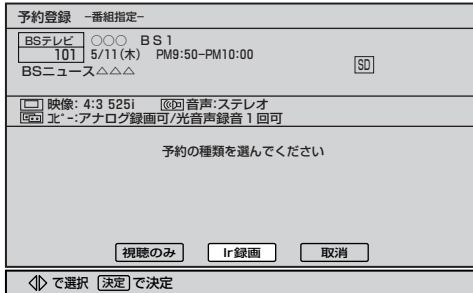 予約登録 -番組指定-
BSテレビ ○○○ BS1
101 5/11(木) PM9:50-PM10:00
SD
BSニュース△△△
映像: 4:3 525i 音声:ステレオ
コピー:アナログ録画可/光音声録音1回可
予約の種類を選んでください
視聴のみ Ir録画 取消
で選択 決定で決定